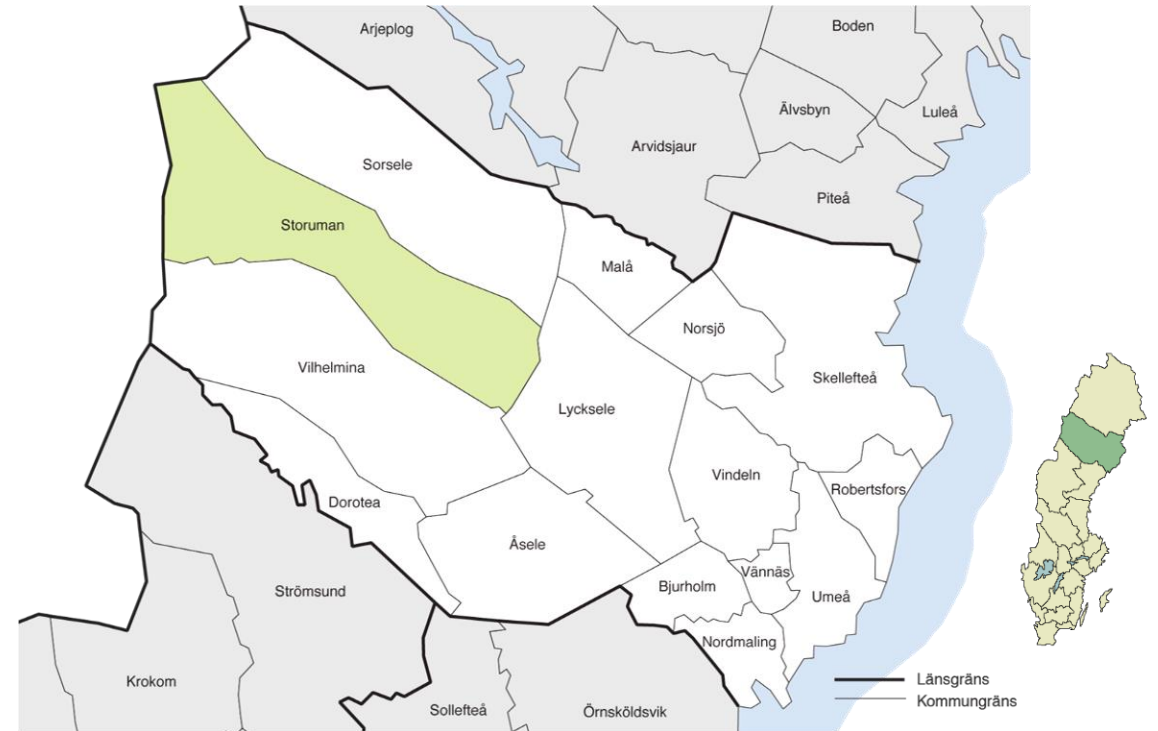 Arjeplog
Boden
Älvsbyn
Luleå
Arvidsjaur
Sorsele
Piteå
Storuman
Malå
Norsjö
Vilhelmina
Skellefteå
Lycksele
Vindeln
Robertsfors
Dorotea
Åsele
Vännäs
Bjurholm
Strömsund
Umeå
Nordmaling
Krokom
Länsgräns
Kommungräns
Sollefteå
Örnsköldsvik